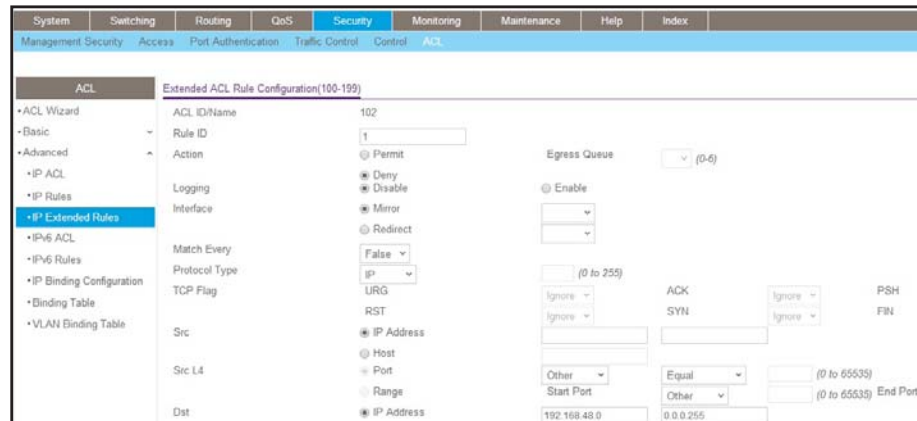 System Switching Routing QoS Security Monitoring Maintenance Help Index
Management Security Access Port Authentication Traffic Control Control ACL
ACL
Extended ACL Rule Configuration(100-199)
•ACL Wizard
ACL ID/Name 102
•Basic
Rule ID 1
•Advanced
Action Permit Egress Queue (0-6)
•IP ACL
Deny
•IP Rules
Logging Disable Enable
•IP Extended Rules
Interface Mirror
•IPv6 ACL
Redirect
•IPv6 Rules
Match Every False
•IP Binding Configuration
Protocol Type IP (0 to 255)
•Binding Table
TCP Flag URG Ignore ACK Ignore PSH
•VLAN Binding Table
RST Ignore SYN Ignore FIN
Src IP Address
Host
Src L4 Port Other Equal (0 to 65535)
Range Start Port Other (0 to 65535) End Port
Dst IP Address 192.168.48.0 0.0.0.255